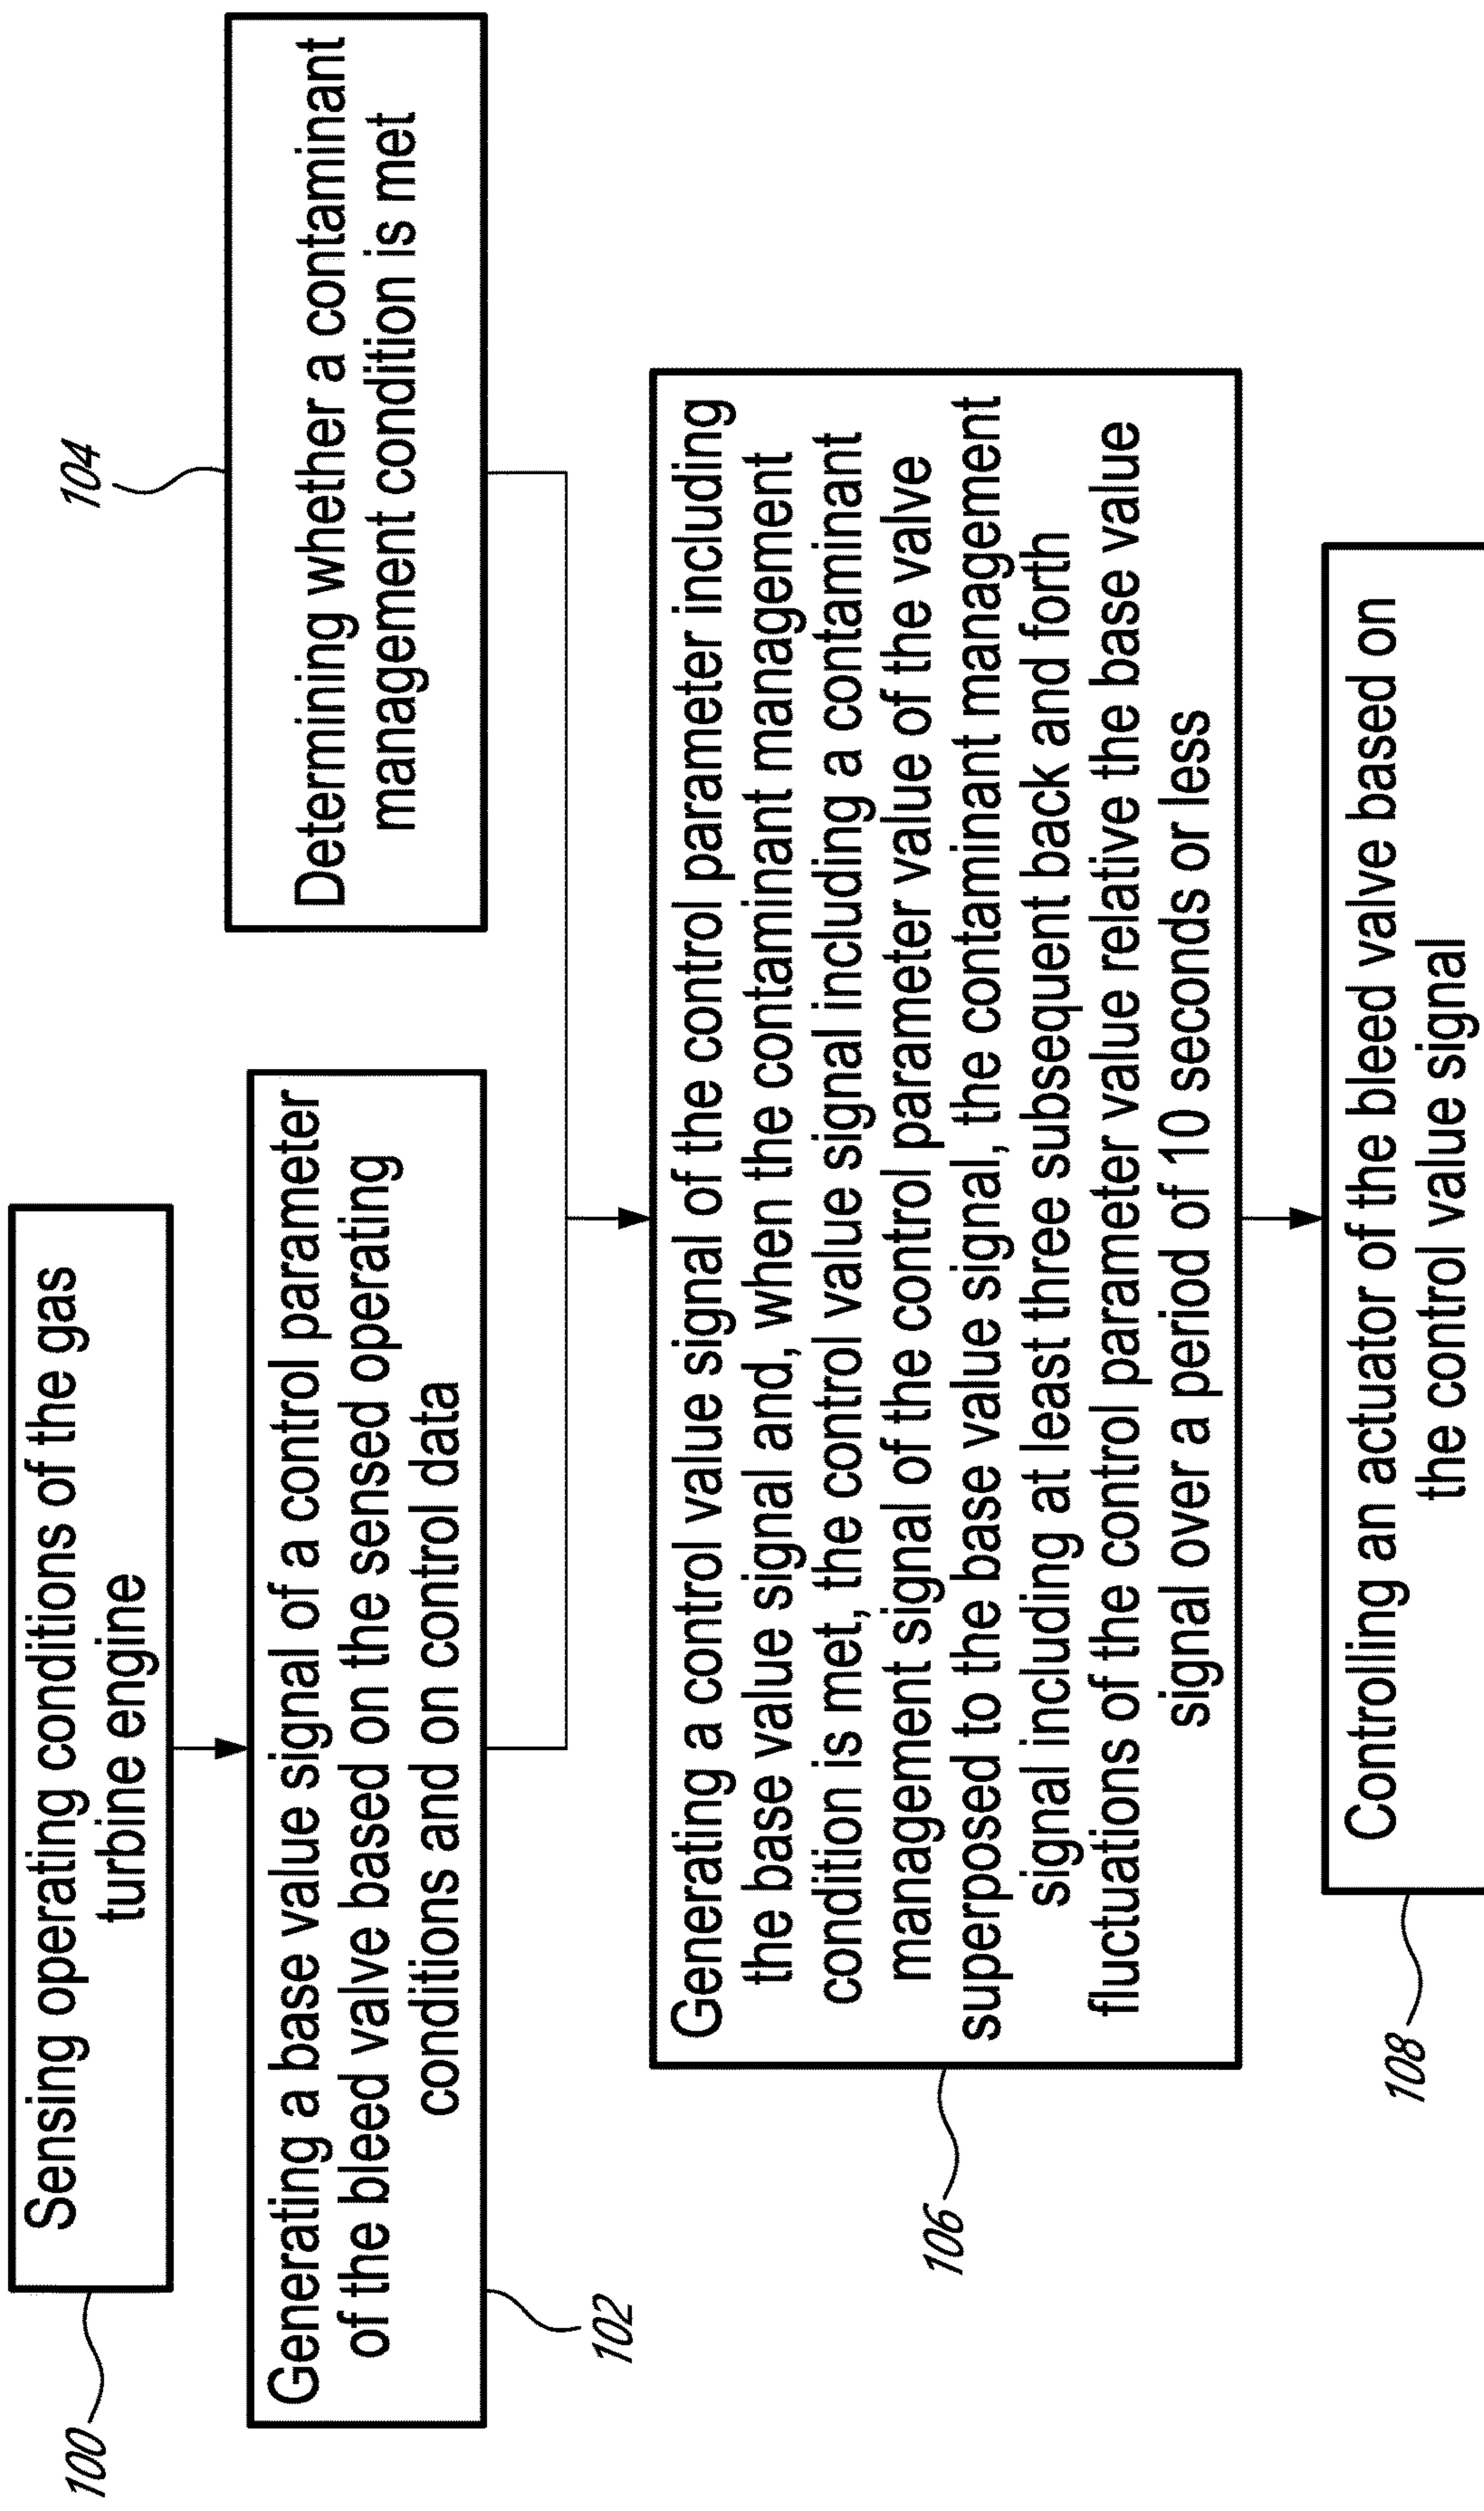 100
Sensing operating conditions of the gas
turbine engine
102
Generating a base value signal of a control parameter
of the bleed valve based on the sensed operating
conditions and on control data
104
Determining whether a contaminant
management condition is met
106
Generating a control value signal of the control parameter including
the base value signal and, when the contaminant management
condition is met, the control value signal including a contaminant
management signal of the control parameter value of the valve
superposed to the base value signal, the contaminant management
signal including at least three subsequent back and forth
fluctuations of the control parameter value relative the base value
signal over a period of 10 seconds or less
108
Controlling an actuator of the bleed valve based on
the control value signal